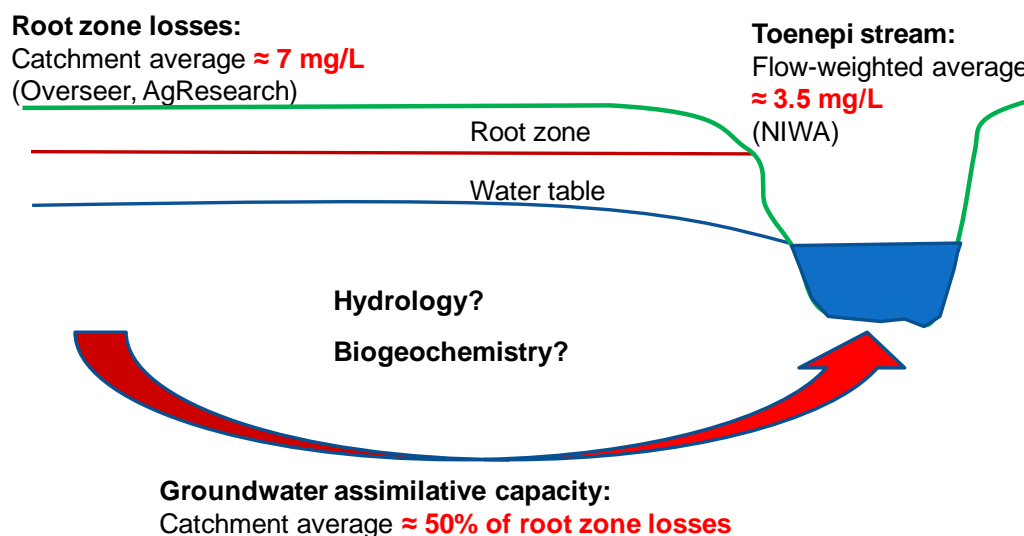 Root zone losses:
Catchment average ≈ 7 mg/L
(Overseer, AgResearch)
Toenepi stream:
Flow-weighted average
≈ 3.5 mg/L
(NIWA)
Root zone
Water table
Hydrology?
Biogeochemistry?
Groundwater assimilative capacity:
Catchment average ≈ 50% of root zone losses